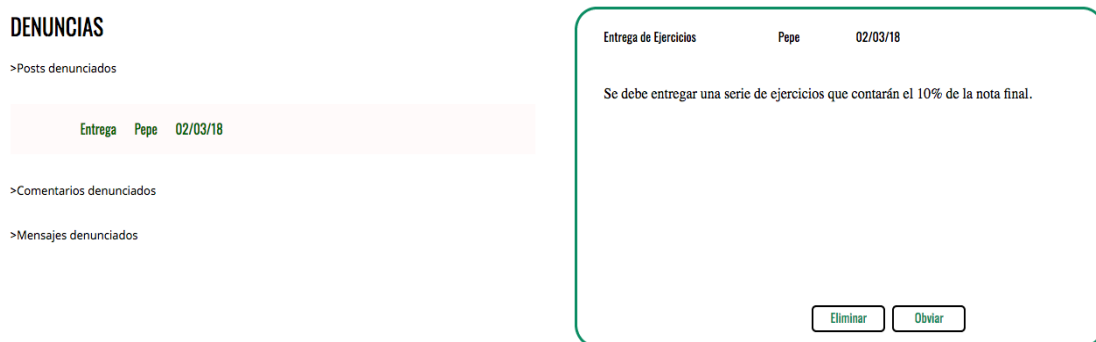 DENUNCIAS
>Posts denunciados
Entrega Pepe 02/03/18
>Comentarios denunciados
>Mensajes denunciados
Entrega de Ejercicios Pepe 02/03/18
Se debe entregar una serie de ejercicios que contarán el 10% de la nota final.
Eliminar Obviar